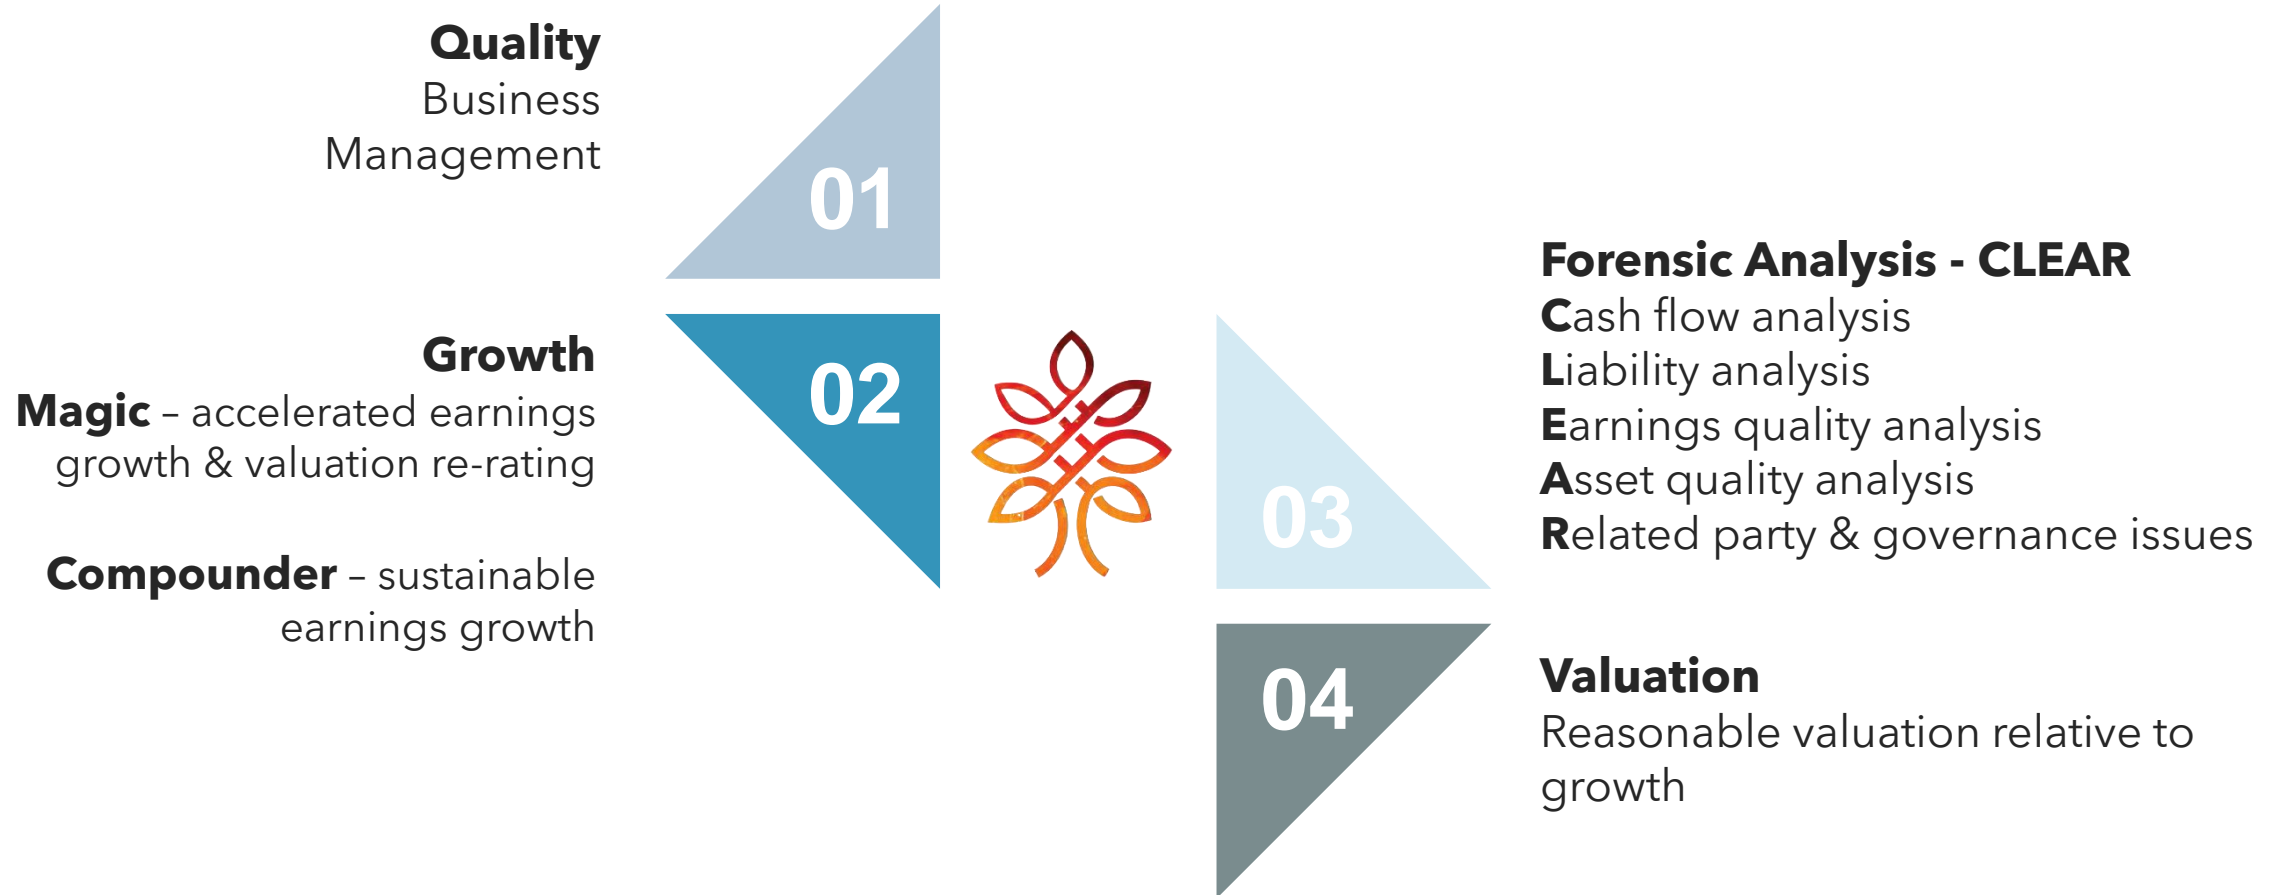 Quality
Business
Management
01
Growth
Magic – accelerated earnings
growth & valuation re-rating
Compounder – sustainable
earnings growth
02
Forensic Analysis - CLEAR
Cash flow analysis
Liability analysis
Earnings quality analysis
Asset quality analysis
Related party & governance issues
03
Valuation
Reasonable valuation relative to
growth
04